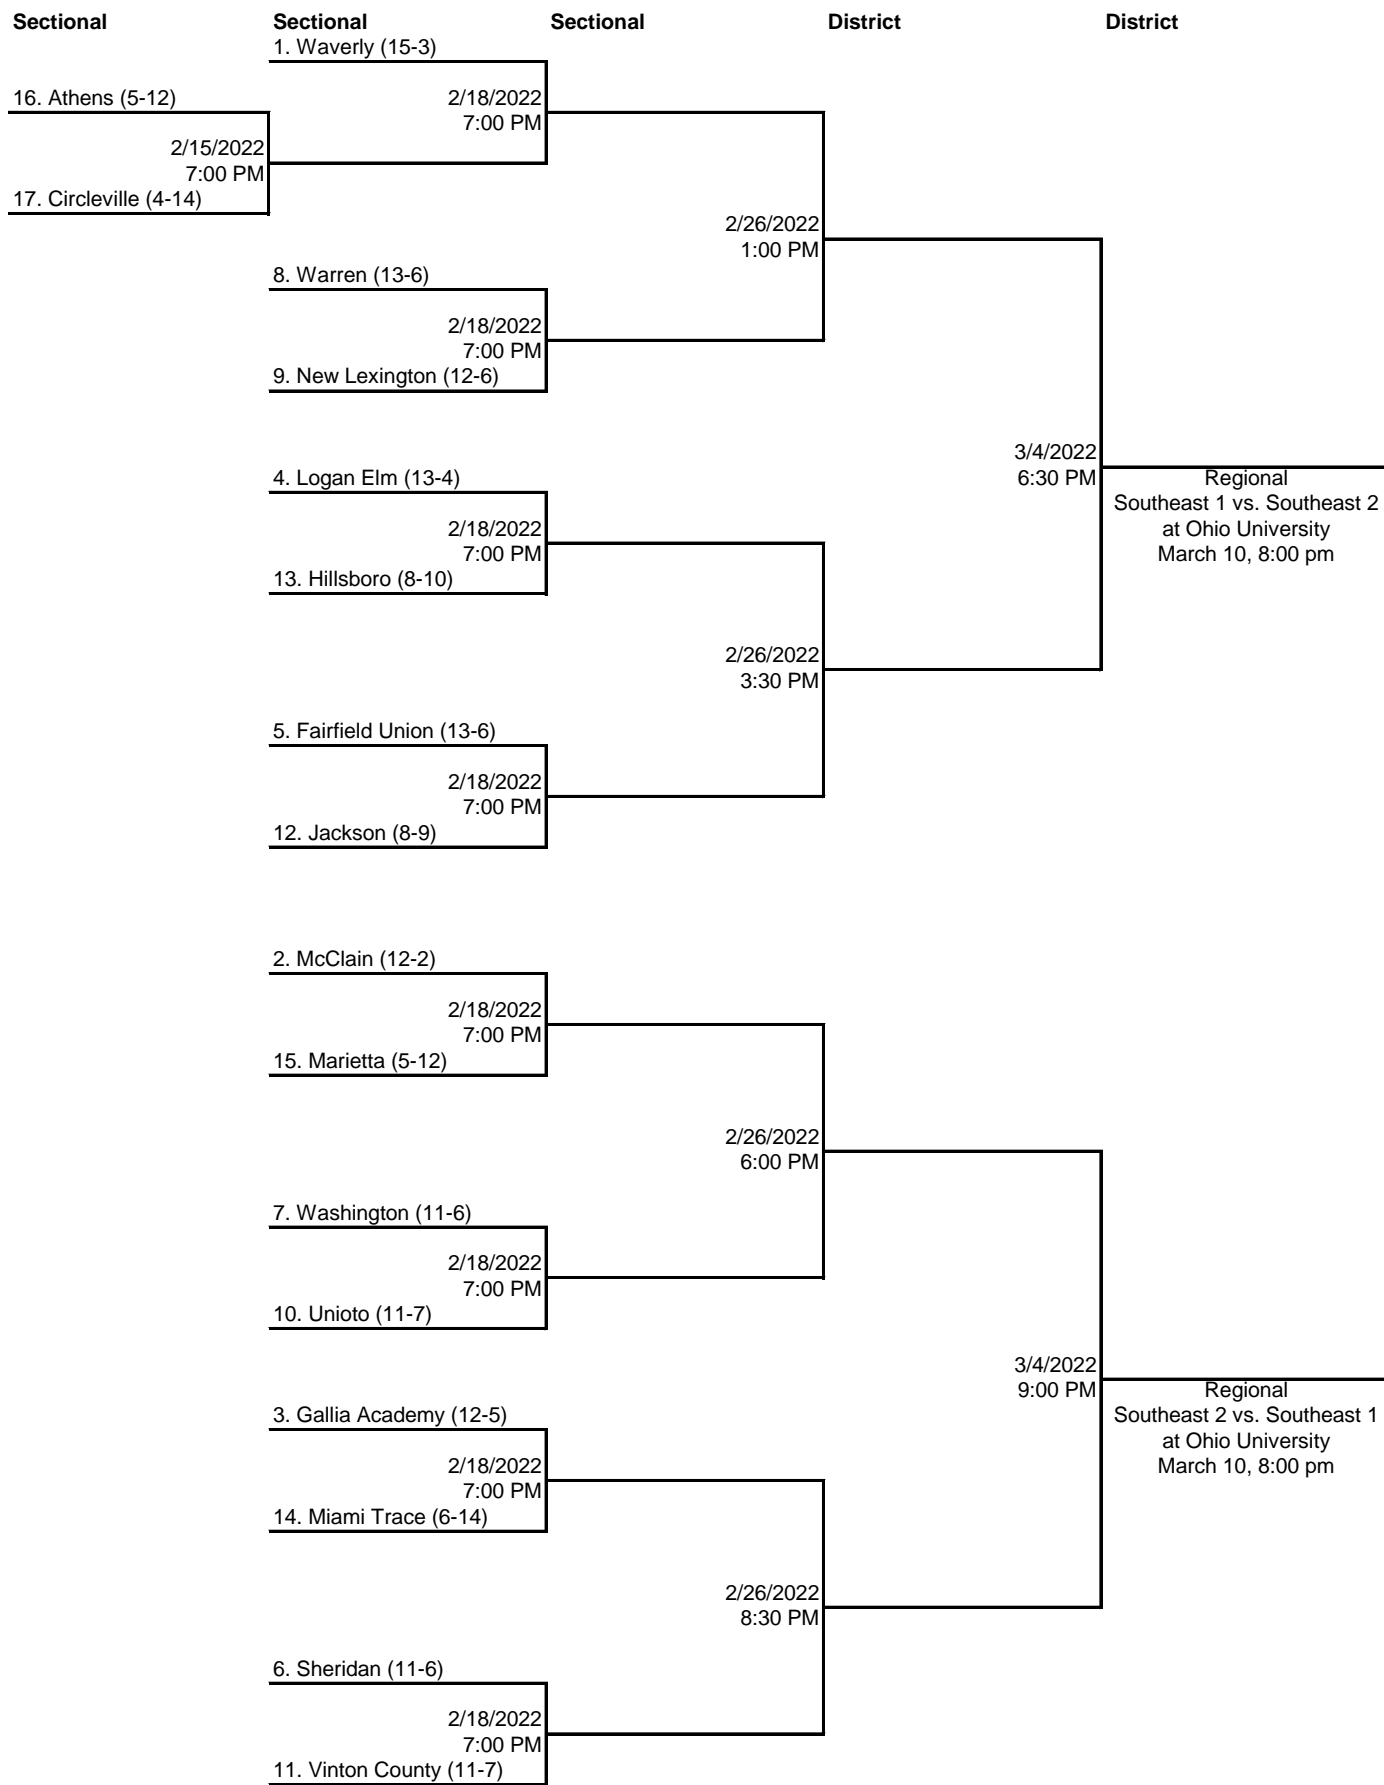 Sectional Sectional Sectional District District
1. Waverly (15-3)
16. Athens (5-12)
2/18/2022
7:00 PM
2/15/2022
7:00 PM
17. Circleville (4-14)
2/26/2022
1:00 PM
8. Warren (13-6)
2/18/2022
7:00 PM
9. New Lexington (12-6)
3/4/2022
6:30 PM
Regional
Southeast 1 vs. Southeast 2
at Ohio University
March 10, 8:00 pm
4. Logan Elm (13-4)
2/18/2022
7:00 PM
13. Hillsboro (8-10)
2/26/2022
3:30 PM
5. Fairfield Union (13-6)
2/18/2022
7:00 PM
12. Jackson (8-9)
2. McClain (12-2)
2/18/2022
7:00 PM
15. Marietta (5-12)
2/26/2022
6:00 PM
7. Washington (11-6)
2/18/2022
7:00 PM
10. Unioto (11-7)
3/4/2022
9:00 PM
Regional
Southeast 2 vs. Southeast 1
at Ohio University
March 10, 8:00 pm
3. Gallia Academy (12-5)
2/18/2022
7:00 PM
14. Miami Trace (6-14)
2/26/2022
8:30 PM
6. Sheridan (11-6)
2/18/2022
7:00 PM
11. Vinton County (11-7)